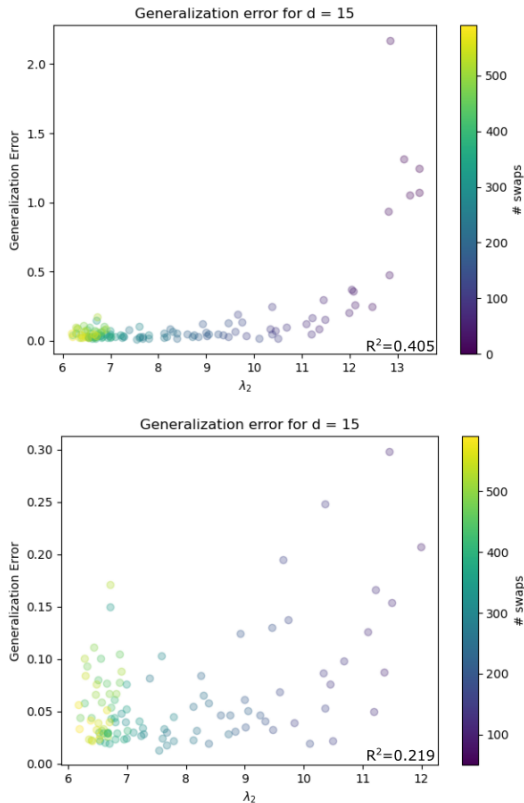 Generalization error for d = 15
2.0
1.5
1.0
0.5
0.0
Generalization Error
6 7 8 9 10 11 12 13
λ₂
R²=0.405
500
400
300
200
100
0
# swaps
Generalization error for d = 15
0.30
0.25
0.20
0.15
0.10
0.05
0.00
Generalization Error
6 7 8 9 10 11 12
λ₂
R²=0.219
500
400
300
200
100
# swaps